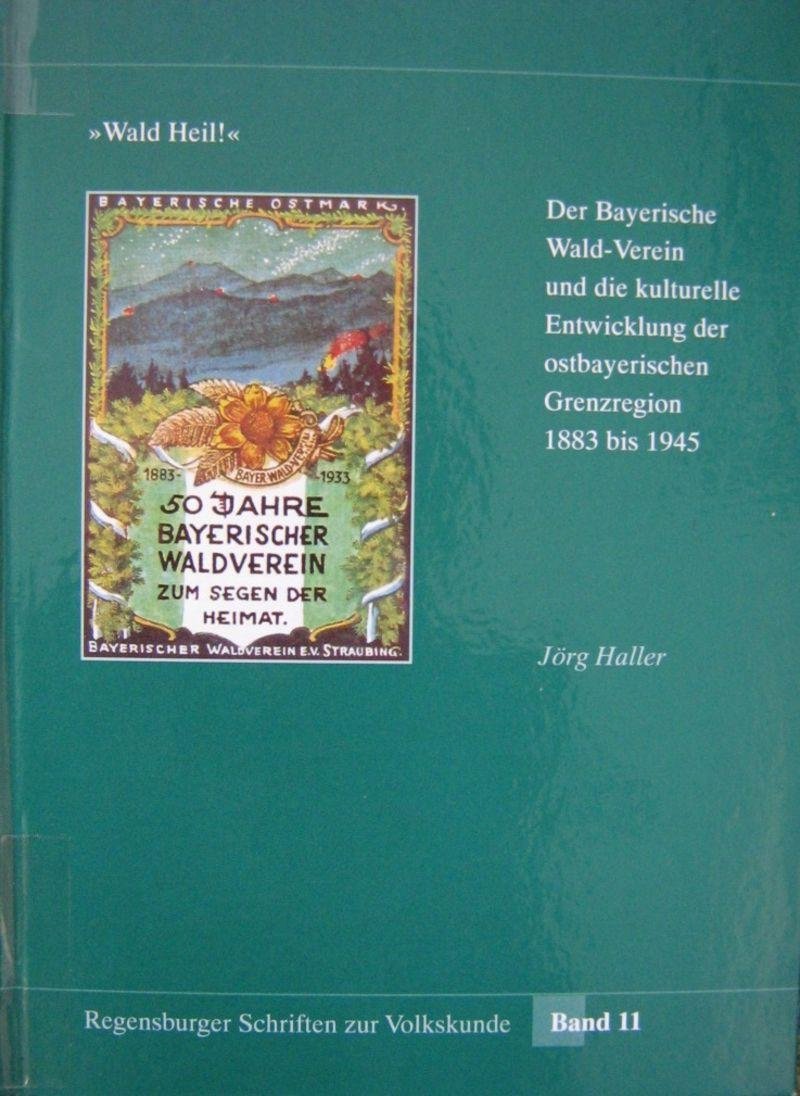 »Wald Heil!«
BAYERISCHE OSTMARK.
1883- -1933
BAYER.WALD-VEREIN
50 JAHRE
BAYERISCHER
WALDVEREIN
ZUM SEGEN DER
HEIMAT.
BAYERISCHER WALDVEREIN E.V. STRAUBING.
Der Bayerische
Wald-Verein
und die kulturelle
Entwicklung der
ostbayerischen
Grenzregion
1883 bis 1945
Jörg Haller
Regensburger Schriften zur Volkskunde Band 11